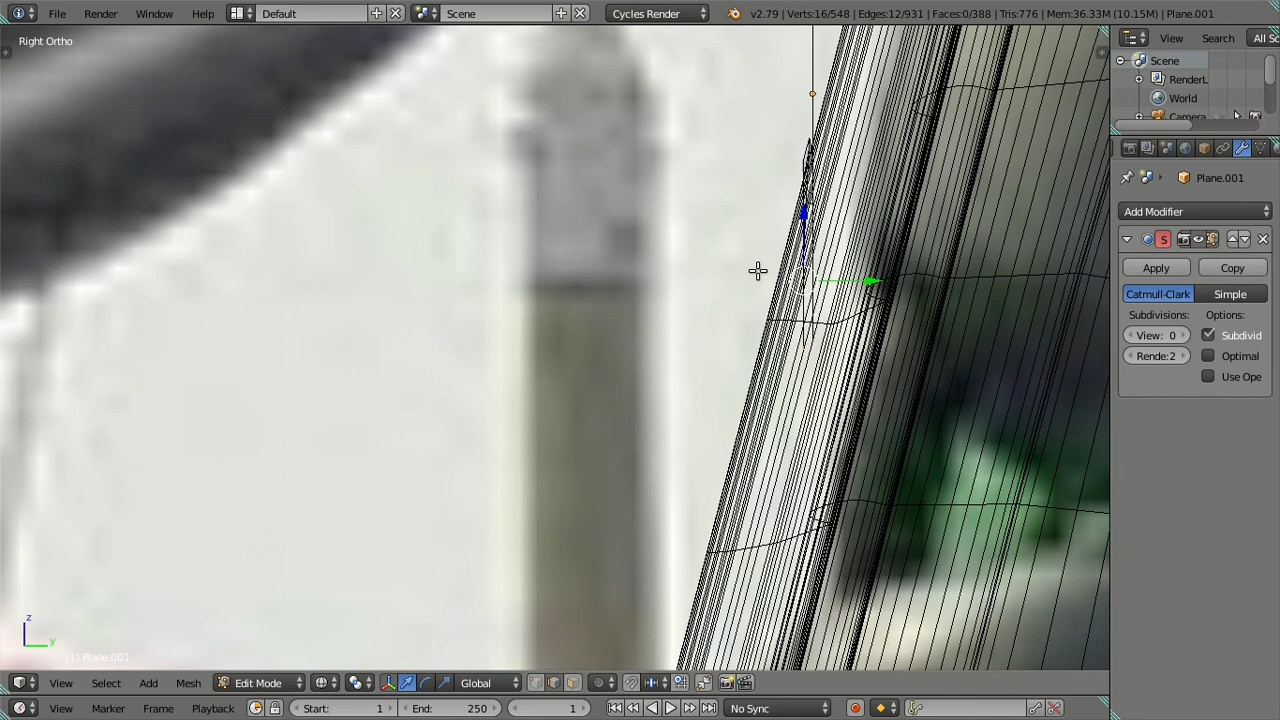 File Render Window Help Default Scene Cycles Render v2.79 | Verts:16/548 | Edges:12/931 | Faces:0/388 | Tris:776 | Mem:36.33M (10.15M) | Plane.001
Right Ortho
View Search All Sc
Scene
RenderL
World
Camera
Plane.001
Add Modifier
S
Apply Copy
Catmull-Clark Simple
Subdivisions: Options:
View: 0 Subdivid
Rende: 2 Optimal
Use Ope
z
y
(1) Plane.001
View Select Add Mesh Edit Mode Global
View Marker Frame Playback Start: 1 End: 250 1 No Sync